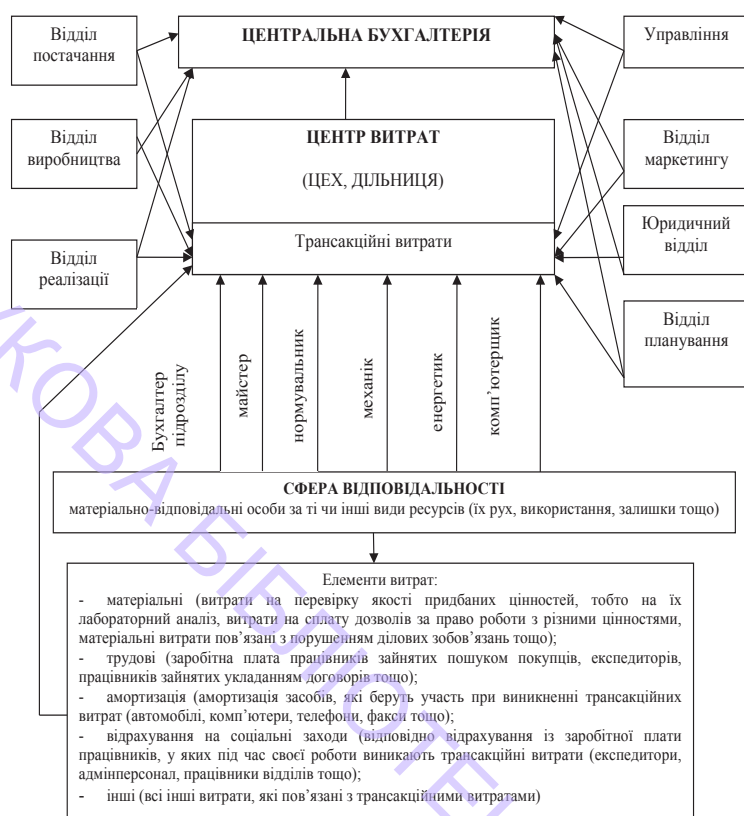 Відділ
постачання
ЦЕНТРАЛЬНА БУХГАЛТЕРІЯ
Управління
Відділ
виробництва
ЦЕНТР ВИТРАТ
(ЦЕХ, ДІЛЬНИЦЯ)
Відділ
маркетингу
Трансакційні витрати
Юридичний
відділ
Відділ
реалізації
Відділ
планування
Бухгалтер
підрозділу
майстер
нормувальник
механік
енергетик
комп’ютерщик
СФЕРА ВІДПОВІДАЛЬНОСТІ
матеріально-відповідальні особи за ті чи інші види ресурсів (їх рух, використання, залишки тощо)
Елементи витрат:
- матеріальні (витрати на перевірку якості придбаних цінностей, тобто на їх
лабораторний аналіз, витрати на сплату дозволів за право роботи з різними цінностями,
матеріальні витрати пов’язані з порушенням ділових зобов’язань тощо);
- трудові (заробітна плата працівників зайнятих пошуком покупців, експедиторів,
працівників зайнятих укладанням договорів тощо);
- амортизація (амортизація засобів, які беруть участь при виникненні трансакційних
витрат (автомобілі, комп’ютери, телефони, факси тощо);
- відрахування на соціальні заходи (відповідно відрахування із заробітної плати
працівників, у яких під час своєї роботи виникають трансакційні витрати (експедитори,
адмінперсонал, працівники відділів тощо);
- інші (всі інші витрати, які пов’язані з трансакційними витратами)